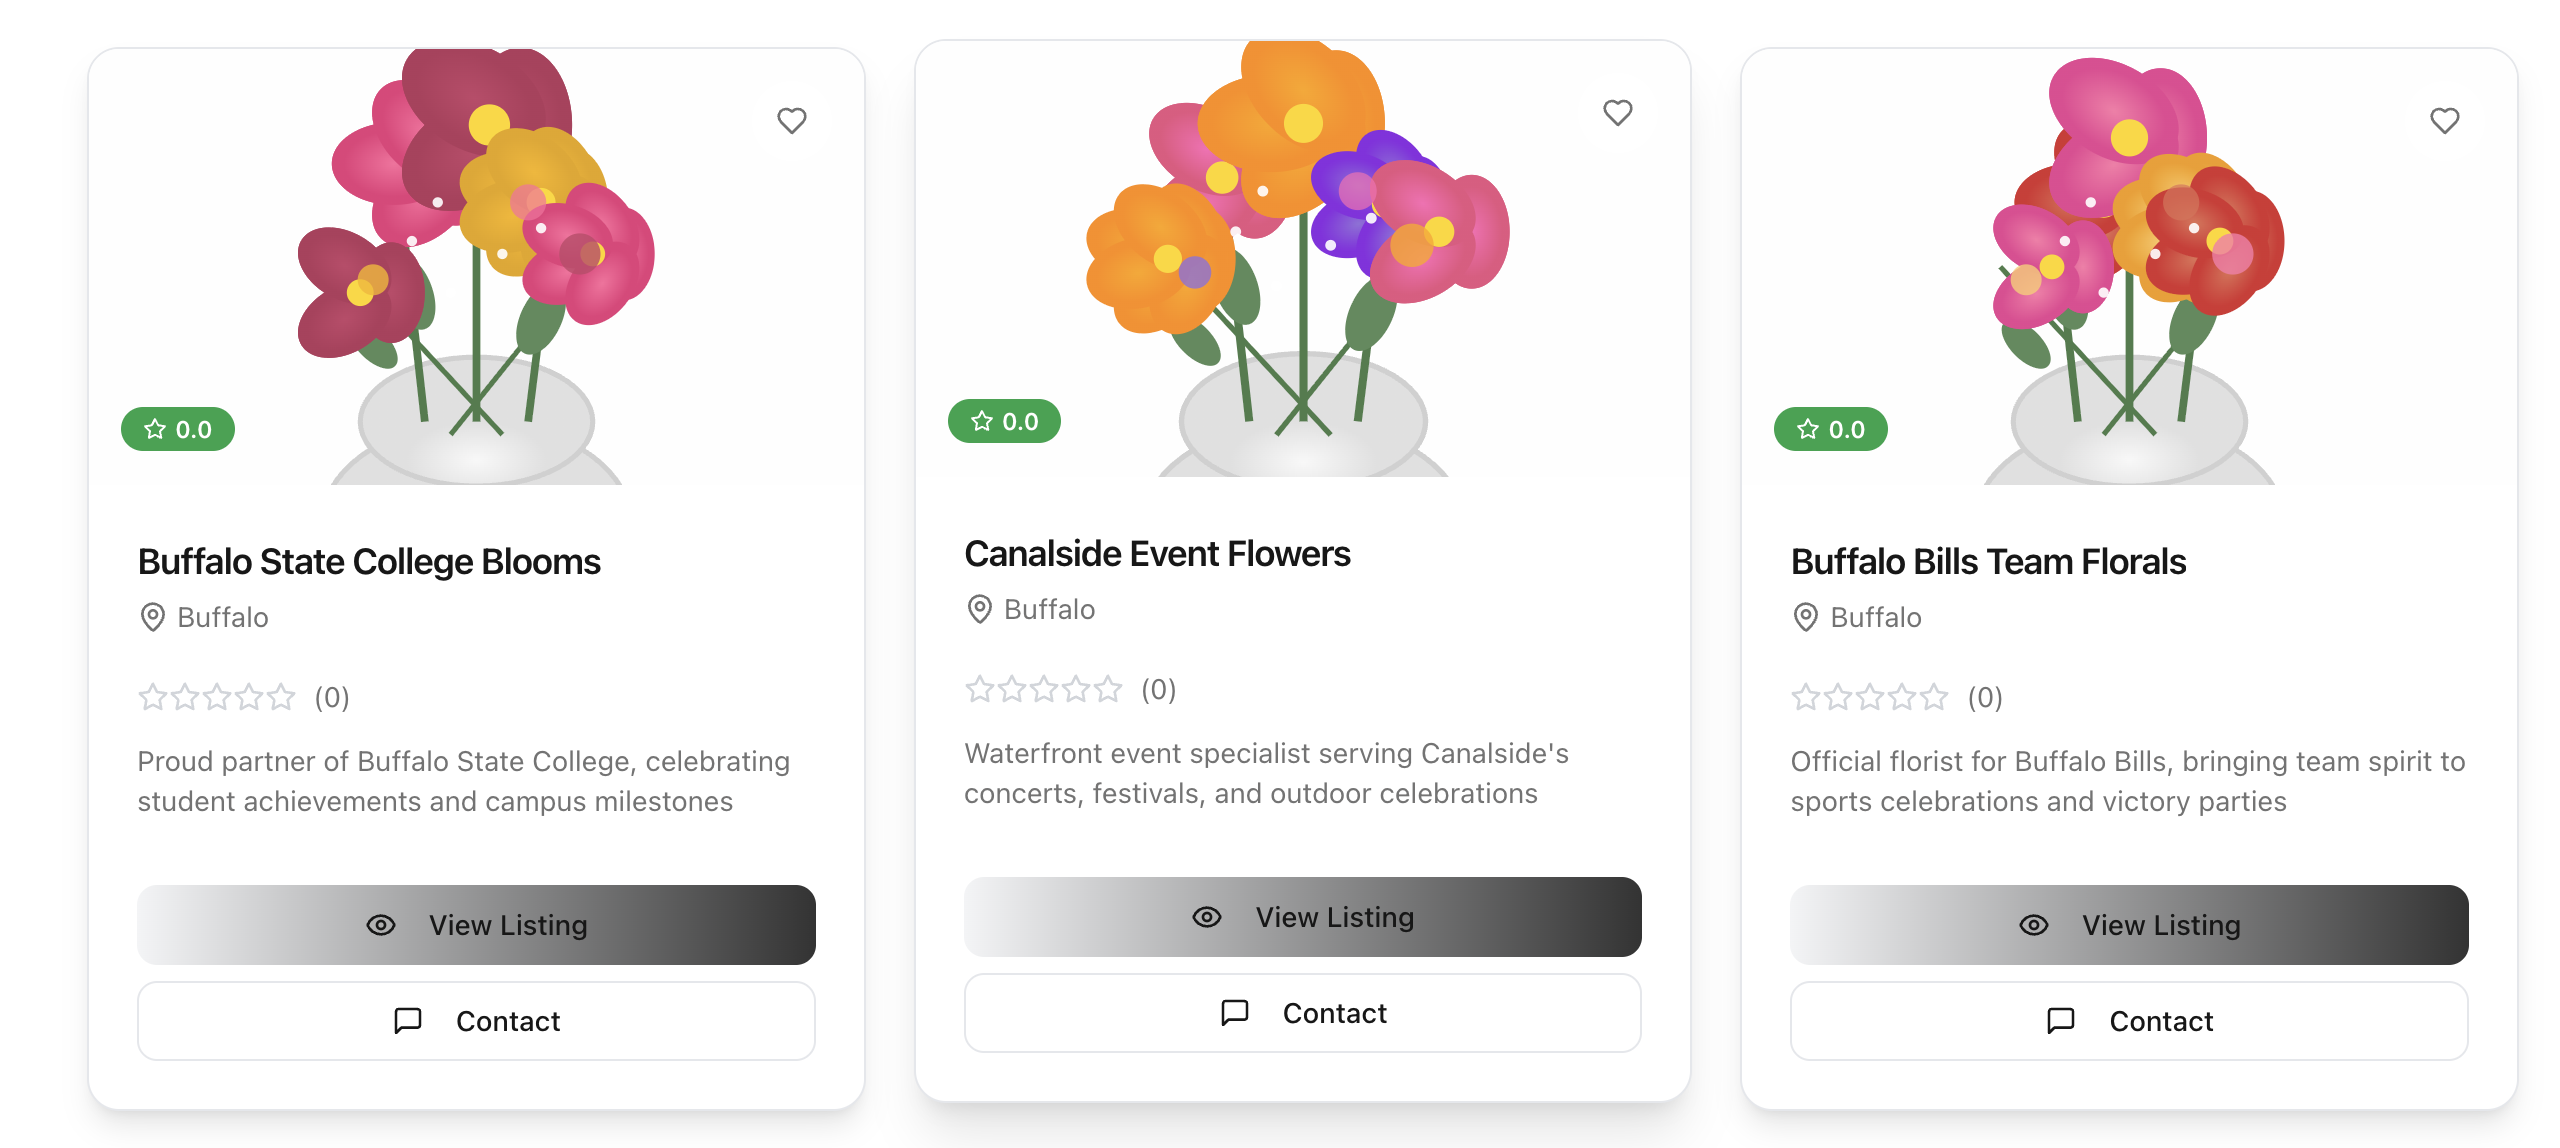 0.0
Buffalo State College Blooms
Buffalo
(0)
Proud partner of Buffalo State College, celebrating
student achievements and campus milestones
View Listing
Contact
0.0
Canalside Event Flowers
Buffalo
(0)
Waterfront event specialist serving Canalside's
concerts, festivals, and outdoor celebrations
View Listing
Contact
0.0
Buffalo Bills Team Florals
Buffalo
(0)
Official florist for Buffalo Bills, bringing team spirit to
sports celebrations and victory parties
View Listing
Contact